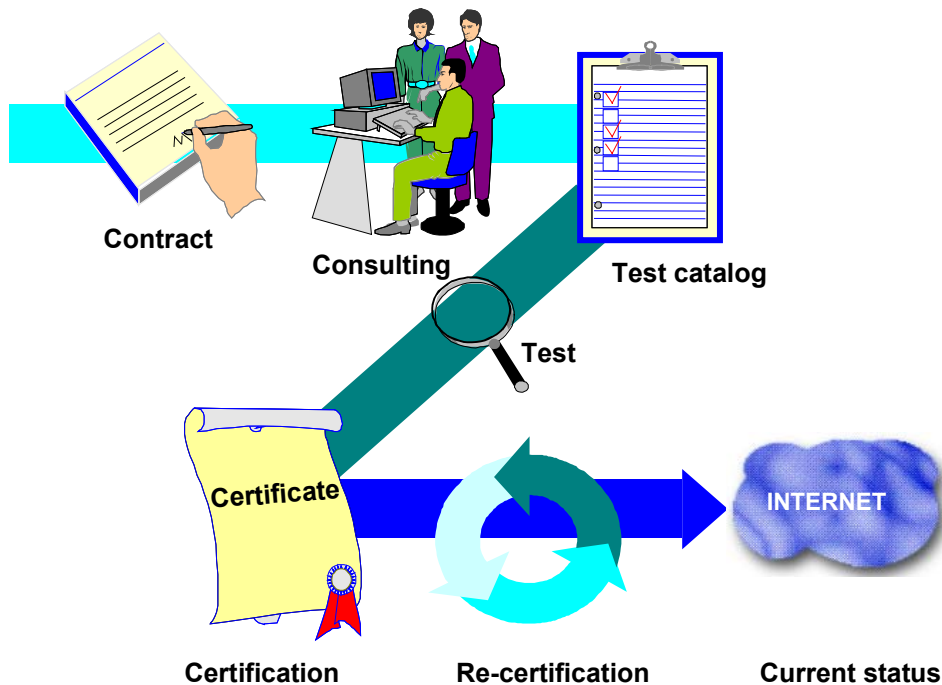 Contract
Consulting
Test catalog
Test
Certificate
INTERNET
Certification
Re-certification
Current status